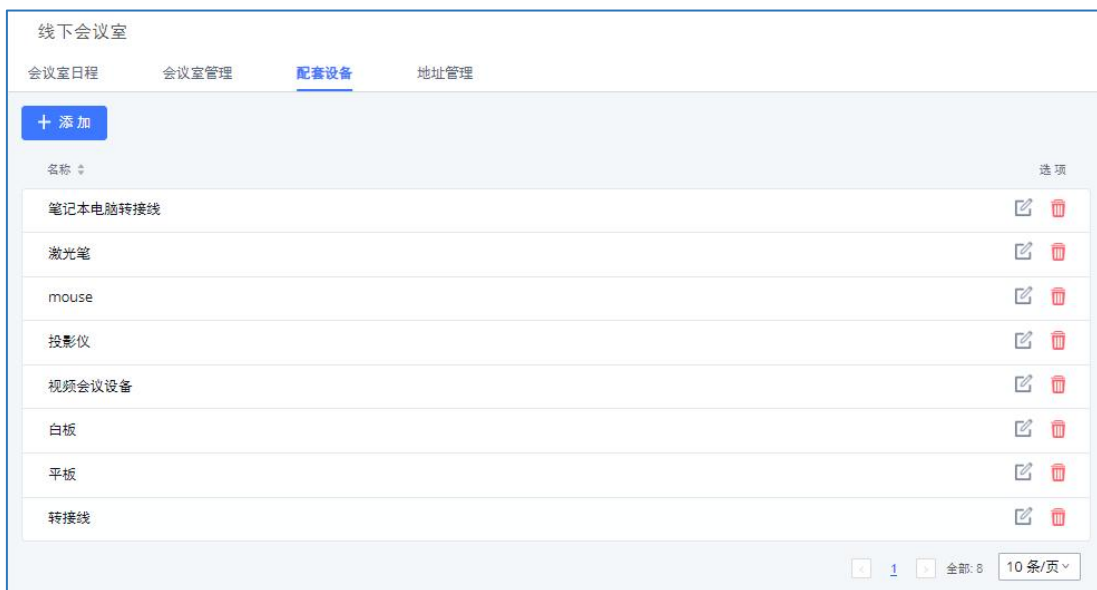 线下会议室
会议室日程 会议室管理 配套设备 地址管理
+ 添加
名称 选项
笔记本电脑转接线
激光笔
mouse
投影仪
视频会议设备
白板
平板
转接线
< 1 > 全部: 8 10 条/页